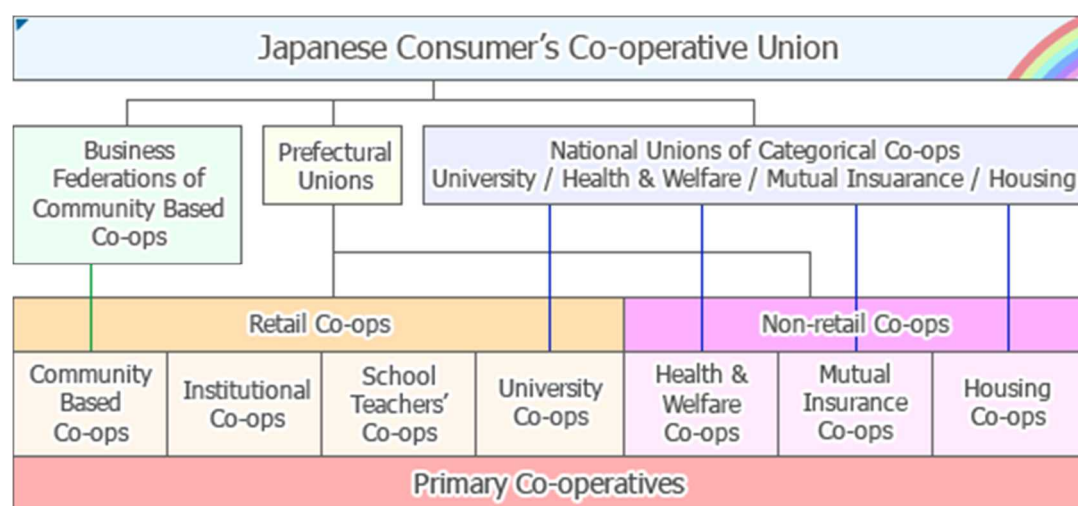 Japanese Consumer’s Co-operative Union
Business
Federations of
Community Based
Co-ops
Prefectural
Unions
National Unions of Categorical Co-ops
University / Health & Welfare / Mutual Insuarance / Housing
Retail Co-ops
Non-retail Co-ops
Community
Based
Co-ops
Institutional
Co-ops
School
Teachers’
Co-ops
University
Co-ops
Health &
Welfare
Co-ops
Mutual
Insurance
Co-ops
Housing
Co-ops
Primary Co-operatives